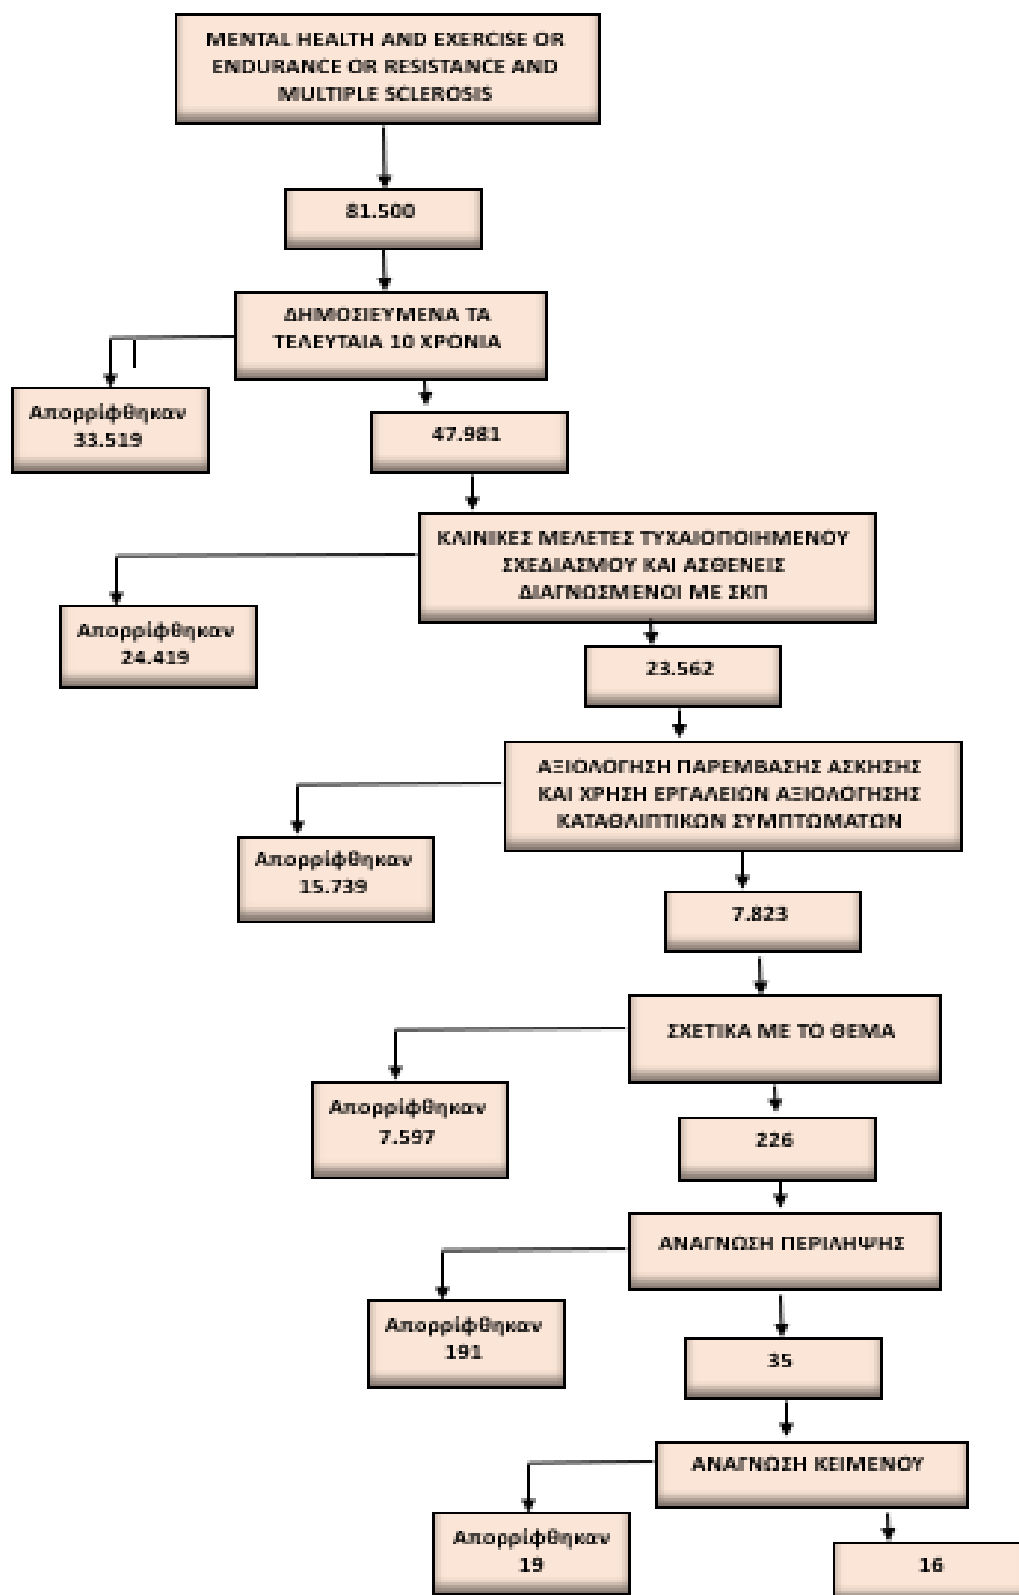 MENTAL HEALTH AND EXERCISE OR
ENDURANCE OR RESISTANCE AND
MULTIPLE SCLEROSIS
81.500
ΔΗΜΟΣΙΕΥΜΕΝΑ ΤΑ
ΤΕΛΕΥΤΑΙΑ 10 ΧΡΟΝΙΑ
Απορρίφθηκαν
33.519
47.981
ΚΛΙΝΙΚΕΣ ΜΕΛΕΤΕΣ ΤΥΧΑΙΟΠΟΙΗΜΕΝΟΥ
ΣΧΕΔΙΑΣΜΟΥ ΚΑΙ ΑΣΘΕΝΕΙΣ
ΔΙΑΓΝΩΣΜΕΝΟΙ ΜΕ ΣΚΠ
Απορρίφθηκαν
24.419
23.562
ΑΞΙΟΛΟΓΗΣΗ ΠΑΡΕΜΒΑΣΗΣ ΑΣΚΗΣΗΣ
ΚΑΙ ΧΡΗΣΗ ΕΡΓΑΛΕΙΩΝ ΑΞΙΟΛΟΓΗΣΗΣ
ΚΑΤΑΘΛΙΠΤΙΚΩΝ ΣΥΜΠΤΩΜΑΤΩΝ
Απορρίφθηκαν
15.739
7.823
ΣΧΕΤΙΚΑ ΜΕ ΤΟ ΘΕΜΑ
Απορρίφθηκαν
7.597
226
ΑΝΑΓΝΩΣΗ ΠΕΡΙΛΗΨΗΣ
Απορρίφθηκαν
191
35
ΑΝΑΓΝΩΣΗ ΚΕΙΜΕΝΟΥ
Απορρίφθηκαν
19
16